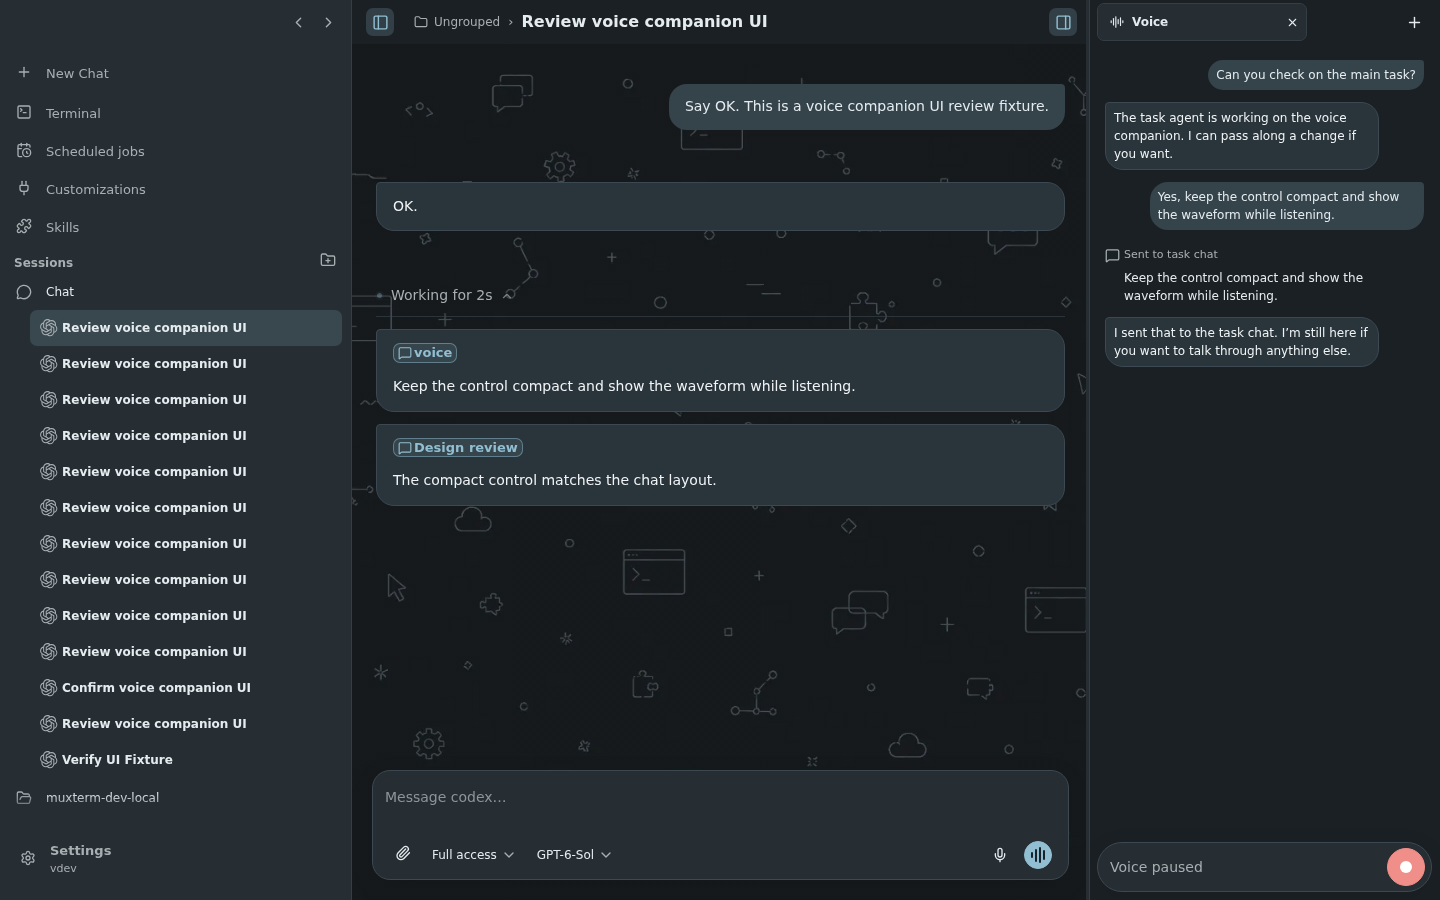 New Chat
Terminal
Scheduled jobs
Customizations
Skills
Sessions
Chat
Review voice companion UI
Review voice companion UI
Review voice companion UI
Review voice companion UI
Review voice companion UI
Review voice companion UI
Review voice companion UI
Review voice companion UI
Review voice companion UI
Review voice companion UI
Confirm voice companion UI
Review voice companion UI
Verify UI Fixture
muxterm-dev-local
Settings
vdev
Ungrouped › Review voice companion UI
Say OK. This is a voice companion UI review fixture.
OK.
Working for 2s
voice
Keep the control compact and show the waveform while listening.
Design review
The compact control matches the chat layout.
Message codex…
Full access
GPT-6-Sol
Voice
Can you check on the main task?
The task agent is working on the voice
companion. I can pass along a change if
you want.
Yes, keep the control compact and show
the waveform while listening.
Sent to task chat
Keep the control compact and show the
waveform while listening.
I sent that to the task chat. I’m still here if
you want to talk through anything else.
Voice paused